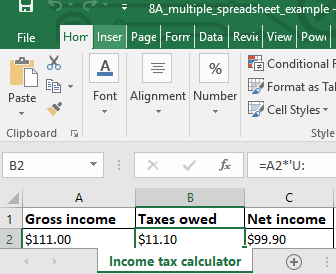 8A_multiple_spreadsheet_example -
File Hom Inser Page Form Data Revie View Powe
Paste
Font
Alignment
Number
Conditional F
Format as Tab
Cell Styles
Clipboard
Style
B2
fx
=A2*'U:
A B C
1 Gross income Taxes owed Net income
2 $111.00 $11.10 $99.90
Income tax calculator